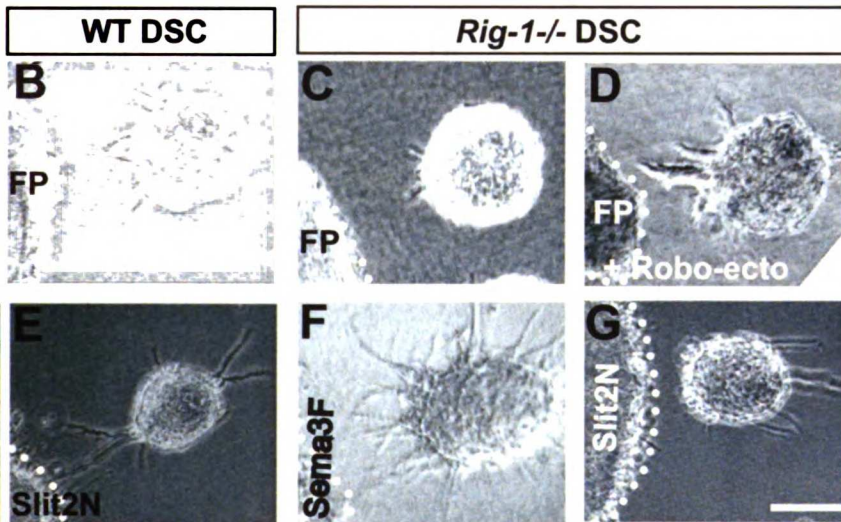 WT DSC
Rig-1-/- DSC
B
FP
C
FP
D
FP
+ Robo-ecto
E
Slit2N
F
Sema3F
G
Slit2N